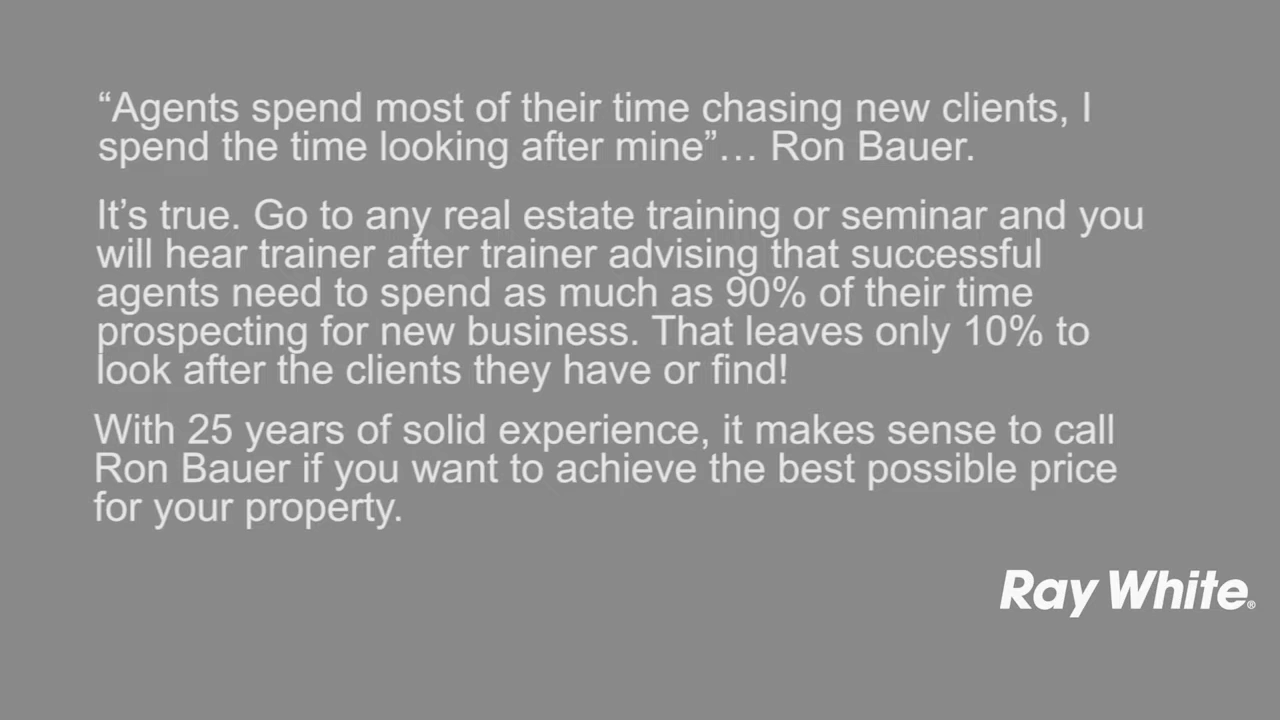 “Agents spend most of their time chasing new clients, I
spend the time looking after mine”… Ron Bauer.
It’s true. Go to any real estate training or seminar and you
will hear trainer after trainer advising that successful
agents need to spend as much as 90% of their time
prospecting for new business. That leaves only 10% to
look after the clients they have or find!
With 25 years of solid experience, it makes sense to call
Ron Bauer if you want to achieve the best possible price
for your property.
Ray White®